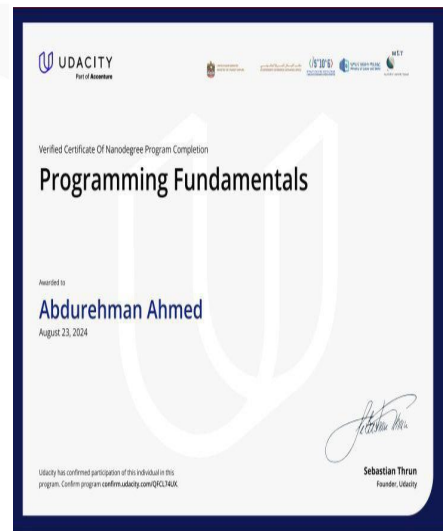 UDACITY
Part of Accenture
Verified Certificate Of Nanodegree Program Completion
Programming Fundamentals
Awarded to
Abdurehman Ahmed
August 23, 2024
Udacity has confirmed participation of this individual in this
program. Confirm program confirm.udacity.com/QFCL74UX.
Sebastian Thrun
Founder, Udacity